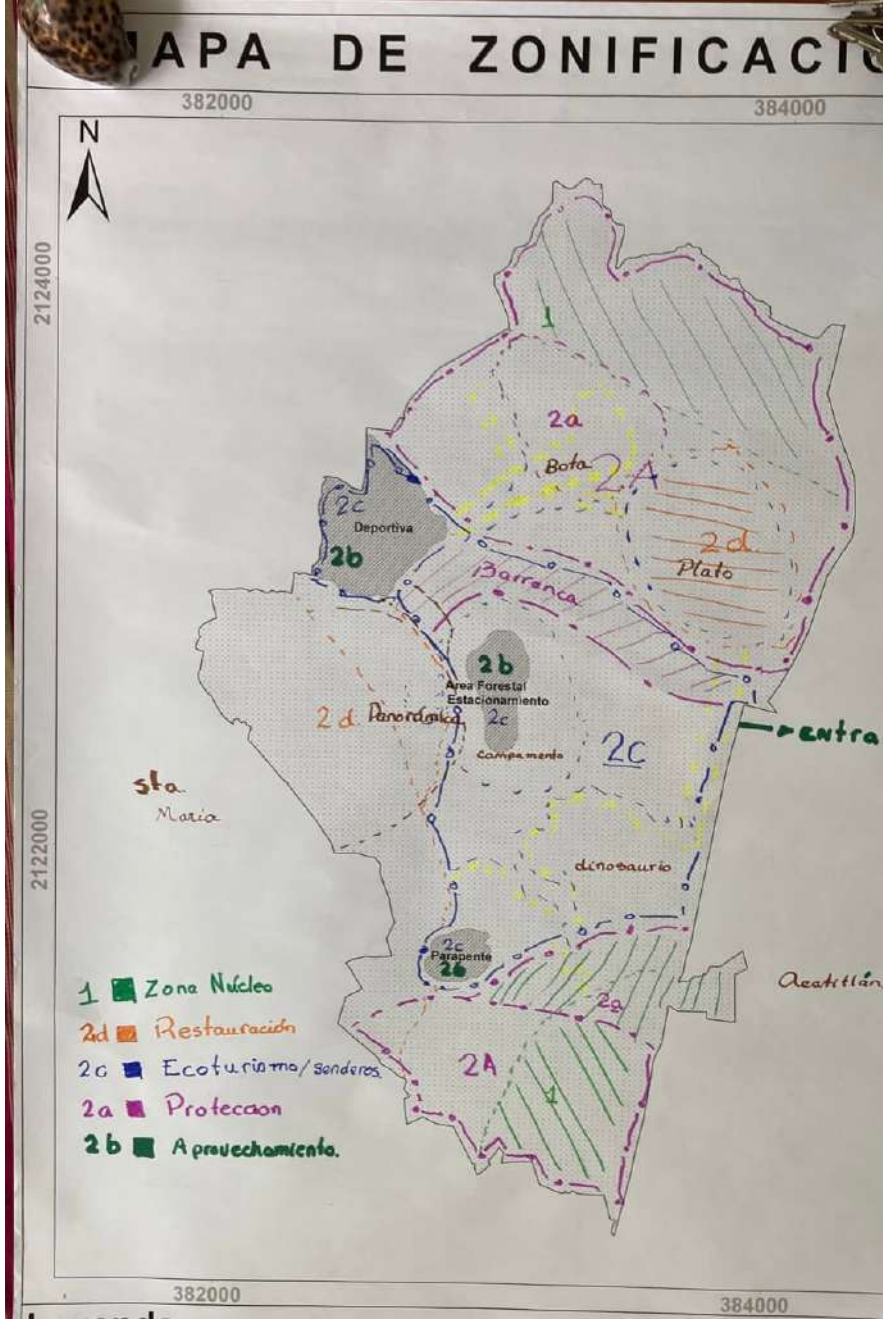 MAPA DE ZONIFICACIÓ
382000
384000
N
2124000
1
2a
Bota
2A
2c
Deportiva
2b
2d
Plato
Barranca
2b
Area Forestal
Estacionamiento
2c
campamento
2d Panorámica
2c
entra
1
sta
Maria
2122000
dinosaurio
2c
Parapente
2b
Acatitlán
2a
2A
1
1 Zona Núcleo
2d Restauración
2c Ecoturismo/senderos
2a Proteccion
2b Aprovechamiento.
382000
384000